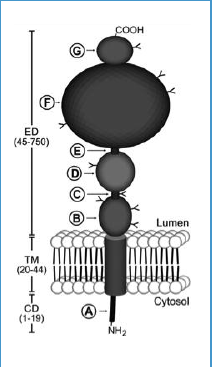 COOH
G
F
ED
(45-750)
E
D
C
B
Lumen
TM
(20-44)
CD
(1-19)
Cytosol
A
NH₂